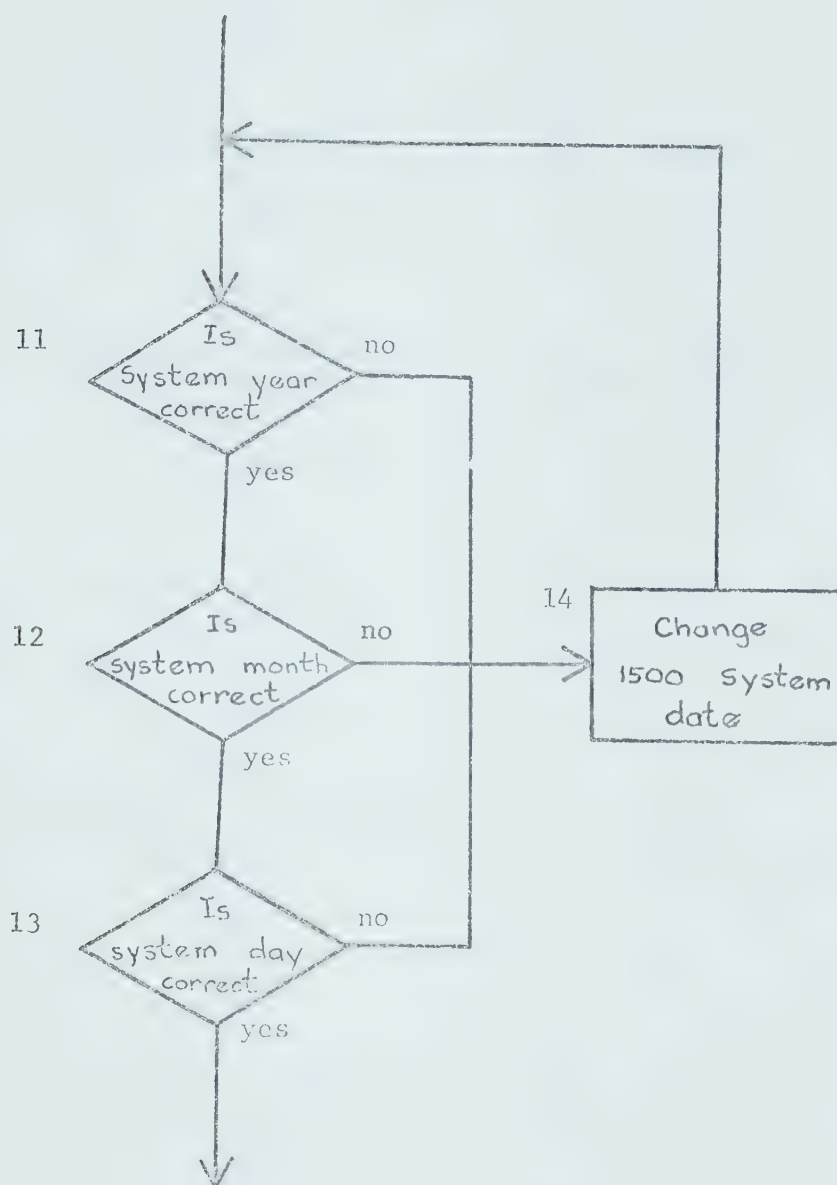 11
Is
System year
correct
no
yes
12
Is
system month
correct
no
yes
14
Change
1500 System
date
13
Is
system day
correct
no
yes